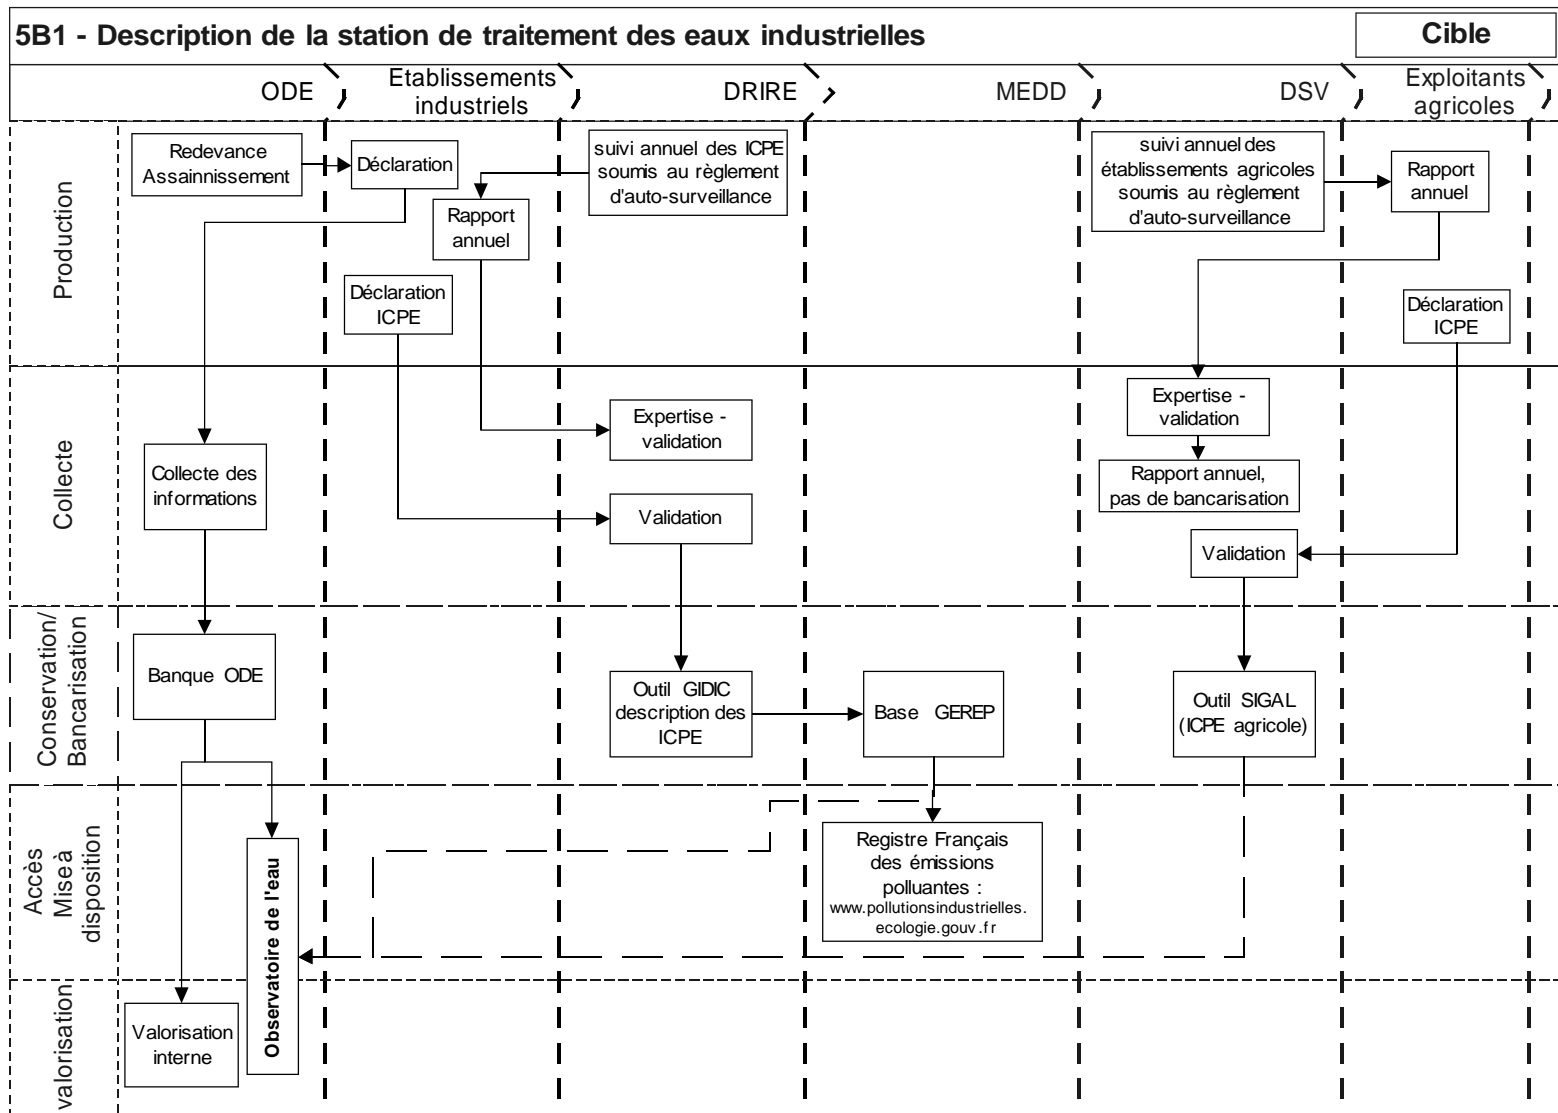 5B1 - Description de la station de traitement des eaux industrielles
Cible
ODE
Etablissements
industriels
DRIRE
MEDD
DSV
Exploitants
agricoles
Production
Redevance
Assainnissement
Déclaration
Rapport
annuel
suivi annuel des ICPE
soumis au règlement
d'auto-surveillance
suivi annuel des
établissements agricoles
soumis au règlement
d'auto-surveillance
Rapport
annuel
Déclaration
ICPE
Déclaration
ICPE
Collecte
Collecte des
informations
Expertise -
validation
Validation
Expertise -
validation
Rapport annuel,
pas de bancarisation
Validation
Conservation/
Bancarisation
Banque ODE
Outil GIDIC
description des
ICPE
Base GEREP
Outil SIGAL
(ICPE agricole)
Accès
Mise à
disposition
Observatoire de l'eau
Registre Français
des émissions
polluantes :
www.pollutionsindustrielles.
ecologie.gouv.fr
valorisation
Valorisation
interne